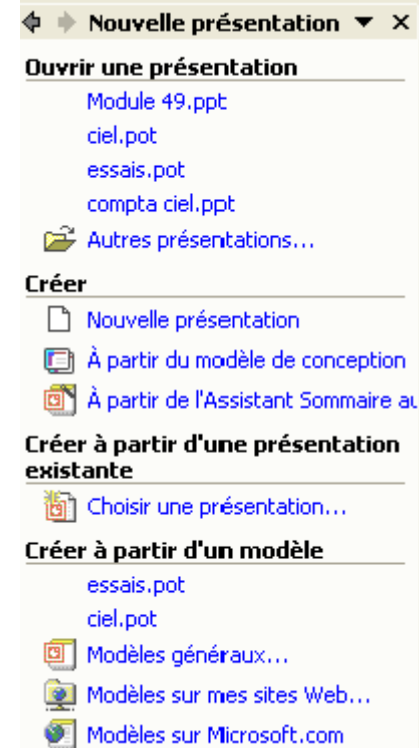 Nouvelle présentation
Ouvrir une présentation
Module 49.ppt
ciel.pot
essais.pot
compta ciel.ppt
Autres présentations...
Créer
Nouvelle présentation
À partir du modèle de conception
À partir de l'Assistant Sommaire au
Créer à partir d'une présentation
existante
Choisir une présentation...
Créer à partir d'un modèle
essais.pot
ciel.pot
Modèles généraux...
Modèles sur mes sites Web...
Modèles sur Microsoft.com